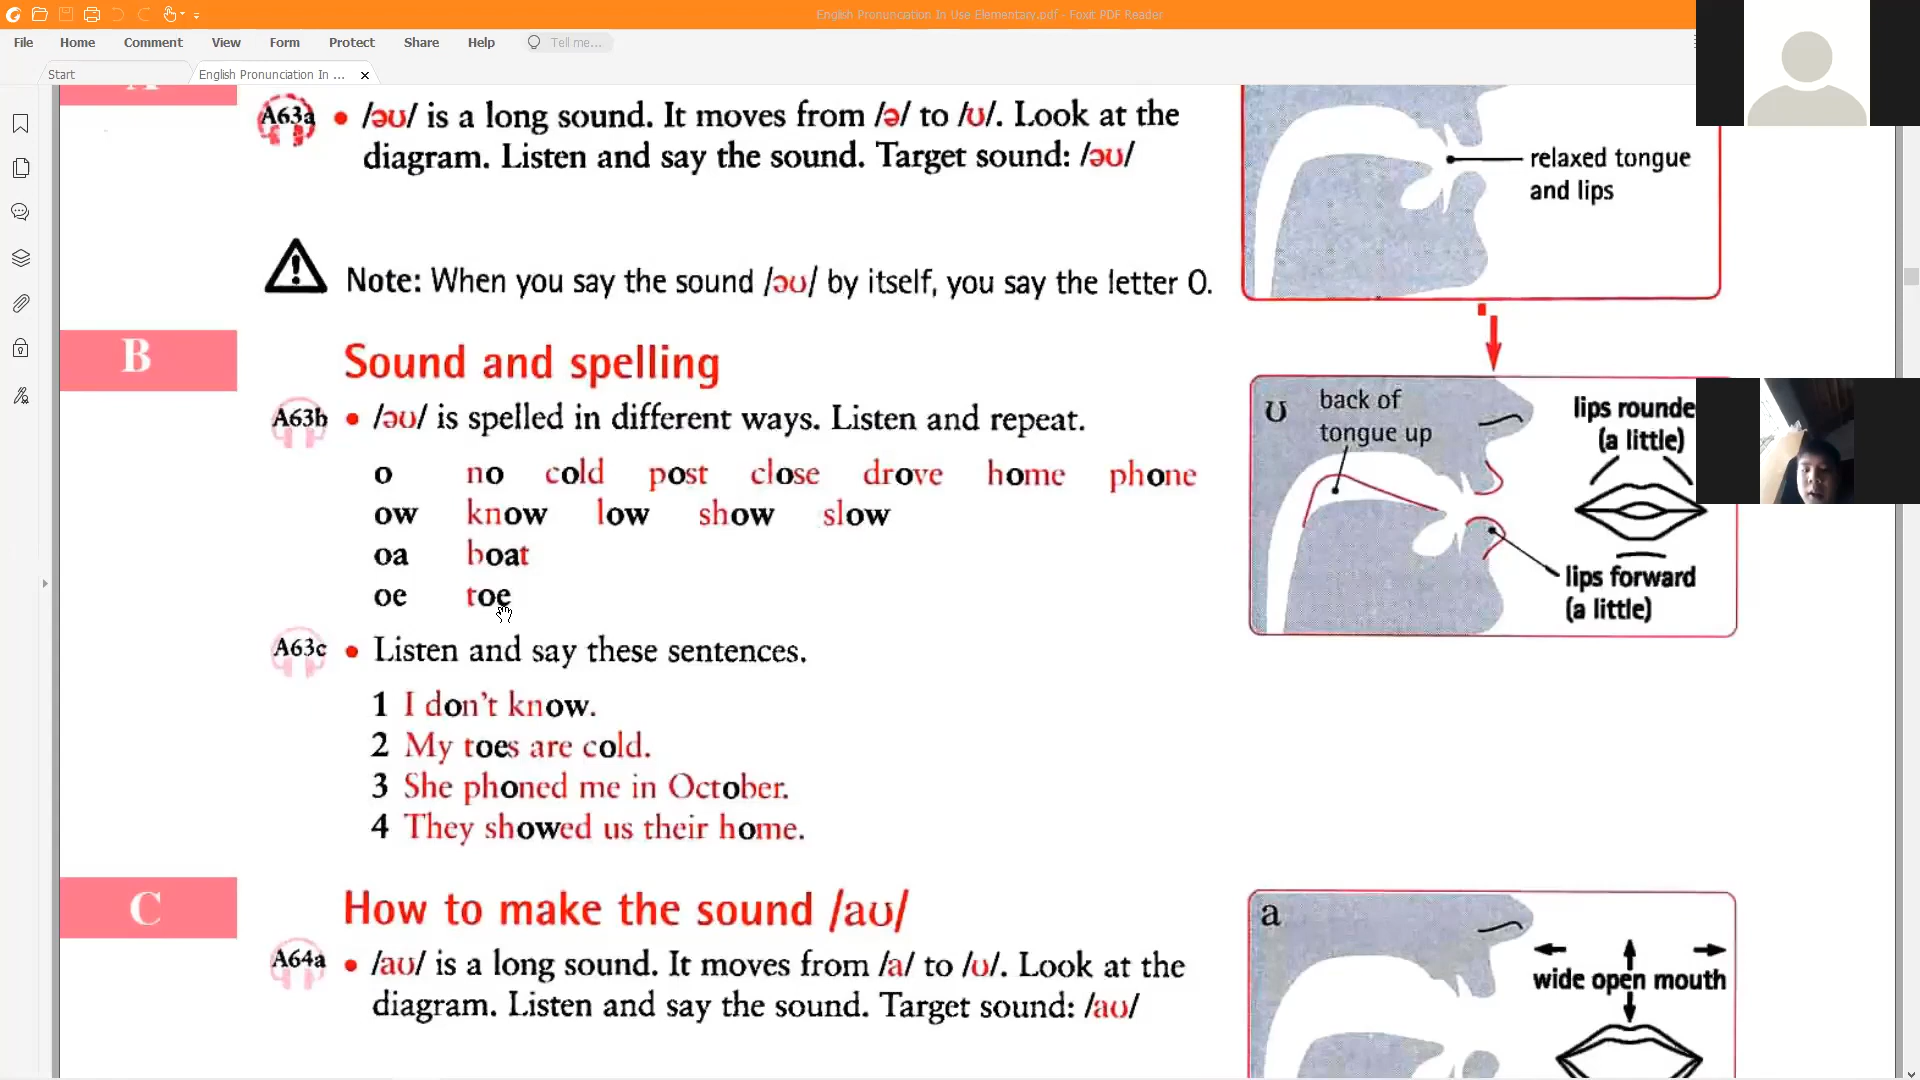 English Pronunciation In Use Elementary.pdf - Foxit PDF Reader
File Home Comment View Form Protect Share Help Tell me...
Start English Pronunciation In ...
A63a • /əʊ/ is a long sound. It moves from /ə/ to /ʊ/. Look at the
diagram. Listen and say the sound. Target sound: /əʊ/
relaxed tongue
and lips
Note: When you say the sound /əʊ/ by itself, you say the letter O.
B Sound and spelling
A63b • /əʊ/ is spelled in different ways. Listen and repeat.
o no cold post close drove home phone
ow know low show slow
oa boat
oe toe
ʊ back of
tongue up
lips rounde
(a little)
lips forward
(a little)
A63c • Listen and say these sentences.
1 I don't know.
2 My toes are cold.
3 She phoned me in October.
4 They showed us their home.
C How to make the sound /aʊ/
A64a • /aʊ/ is a long sound. It moves from /a/ to /ʊ/. Look at the
diagram. Listen and say the sound. Target sound: /aʊ/
a
wide open mouth